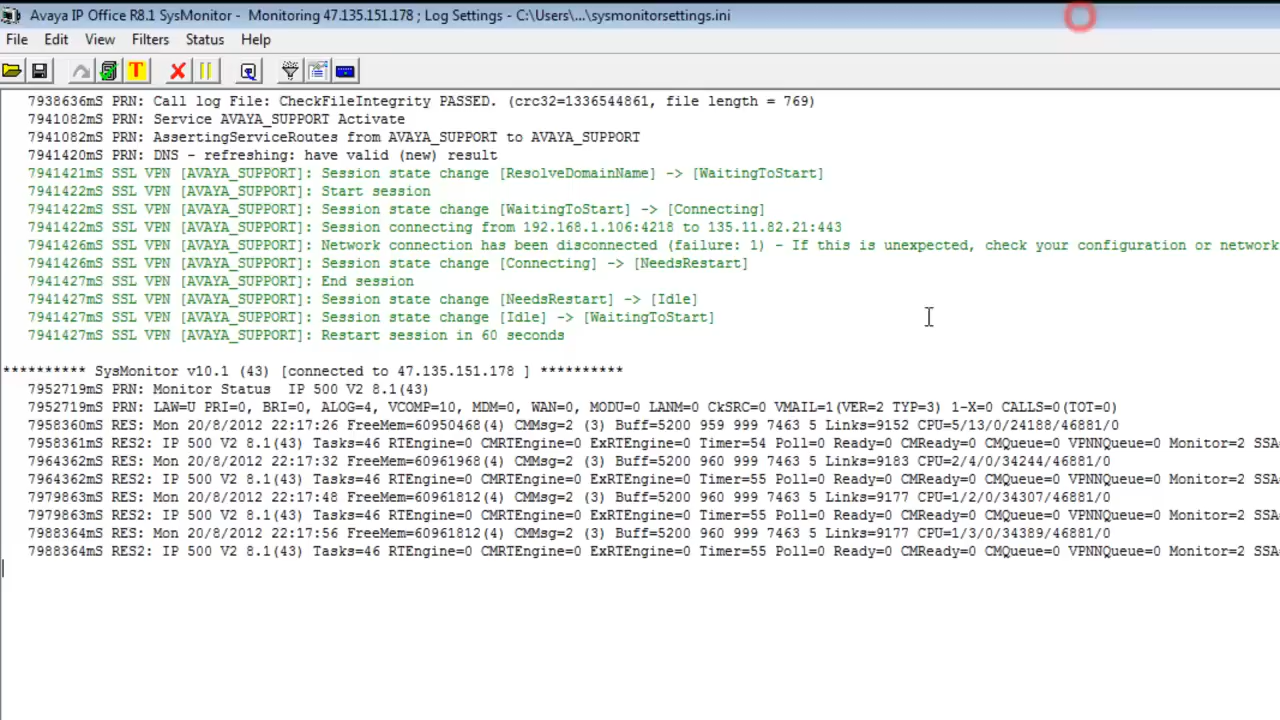 Avaya IP Office R8.1 SysMonitor - Monitoring 47.135.151.178 ; Log Settings - C:\Users\...\sysmonitorsettings.ini
File Edit View Filters Status Help
T
7938636mS PRN: Call log File: CheckFileIntegrity PASSED. (crc32=1336544861, file length = 769)
7941082mS PRN: Service AVAYA_SUPPORT Activate
7941082mS PRN: AssertingServiceRoutes from AVAYA_SUPPORT to AVAYA_SUPPORT
7941420mS PRN: DNS - refreshing: have valid (new) result
7941421mS SSL VPN [AVAYA_SUPPORT]: Session state change [ResolveDomainName] -> [WaitingToStart]
7941422mS SSL VPN [AVAYA_SUPPORT]: Start session
7941422mS SSL VPN [AVAYA_SUPPORT]: Session state change [WaitingToStart] -> [Connecting]
7941422mS SSL VPN [AVAYA_SUPPORT]: Session connecting from 192.168.1.106:4218 to 135.11.82.21:443
7941426mS SSL VPN [AVAYA_SUPPORT]: Network connection has been disconnected (failure: 1) - If this is unexpected, check your configuration or network
7941426mS SSL VPN [AVAYA_SUPPORT]: Session state change [Connecting] -> [NeedsRestart]
7941427mS SSL VPN [AVAYA_SUPPORT]: End session
7941427mS SSL VPN [AVAYA_SUPPORT]: Session state change [NeedsRestart] -> [Idle]
7941427mS SSL VPN [AVAYA_SUPPORT]: Session state change [Idle] -> [WaitingToStart]
7941427mS SSL VPN [AVAYA_SUPPORT]: Restart session in 60 seconds
********** SysMonitor v10.1 (43) [connected to 47.135.151.178 ] **********
7952719mS PRN: Monitor Status IP 500 V2 8.1(43)
7952719mS PRN: LAW=U PRI=0, BRI=0, ALOG=4, VCOMP=10, MDM=0, WAN=0, MODU=0 LANM=0 CkSRC=0 VMAIL=1(VER=2 TYP=3) 1-X=0 CALLS=0(TOT=0)
7958360mS RES: Mon 20/8/2012 22:17:26 FreeMem=60950468(4) CMMsg=2 (3) Buff=5200 959 999 7463 5 Links=9152 CPU=5/13/0/24188/46881/0
7958361mS RES2: IP 500 V2 8.1(43) Tasks=46 RTEngine=0 CMRTEngine=0 ExRTEngine=0 Timer=54 Poll=0 Ready=0 CMReady=0 CMQueue=0 VPNNQueue=0 Monitor=2 SSA=
7964362mS RES: Mon 20/8/2012 22:17:32 FreeMem=60961968(4) CMMsg=2 (3) Buff=5200 960 999 7463 5 Links=9183 CPU=2/4/0/34244/46881/0
7964362mS RES2: IP 500 V2 8.1(43) Tasks=46 RTEngine=0 CMRTEngine=0 ExRTEngine=0 Timer=55 Poll=0 Ready=0 CMReady=0 CMQueue=0 VPNNQueue=0 Monitor=2 SSA=
7979863mS RES: Mon 20/8/2012 22:17:48 FreeMem=60961812(4) CMMsg=2 (3) Buff=5200 960 999 7463 5 Links=9177 CPU=1/2/0/34307/46881/0
7979863mS RES2: IP 500 V2 8.1(43) Tasks=46 RTEngine=0 CMRTEngine=0 ExRTEngine=0 Timer=55 Poll=0 Ready=0 CMReady=0 CMQueue=0 VPNNQueue=0 Monitor=2 SSA=
7988364mS RES: Mon 20/8/2012 22:17:56 FreeMem=60961812(4) CMMsg=2 (3) Buff=5200 960 999 7463 5 Links=9177 CPU=1/3/0/34389/46881/0
7988364mS RES2: IP 500 V2 8.1(43) Tasks=46 RTEngine=0 CMRTEngine=0 ExRTEngine=0 Timer=55 Poll=0 Ready=0 CMReady=0 CMQueue=0 VPNNQueue=0 Monitor=2 SSA=